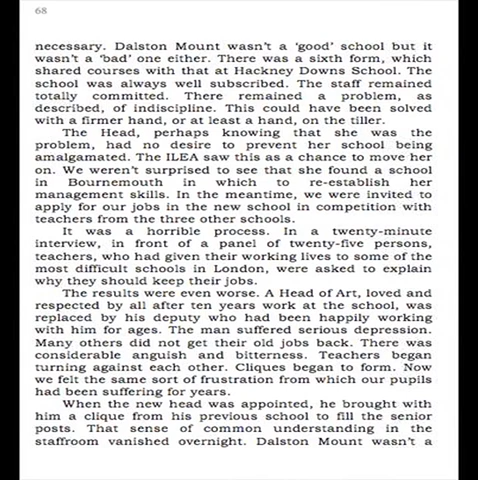 68
necessary. Dalston Mount wasn't a 'good' school but it
wasn't a 'bad' one either. There was a sixth form, which
shared courses with that at Hackney Downs School. The
school was always well subscribed. The staff remained
totally committed. There remained a problem, as
described, of indiscipline. This could have been solved
with a firmer hand, or at least a hand, on the tiller.
The Head, perhaps knowing that she was the
problem, had no desire to prevent her school being
amalgamated. The ILEA saw this as a chance to move her
on. We weren't surprised to see that she found a school
in Bournemouth in which to re-establish her
management skills. In the meantime, we were invited to
apply for our jobs in the new school in competition with
teachers from the three other schools.
It was a horrible process. In a twenty-minute
interview, in front of a panel of twenty-five persons,
teachers, who had given their working lives to some of the
most difficult schools in London, were asked to explain
why they should keep their jobs.
The results were even worse. A Head of Art, loved and
respected by all after ten years work at the school, was
replaced by his deputy who had been happily working
with him for ages. The man suffered serious depression.
Many others did not get their old jobs back. There was
considerable anguish and bitterness. Teachers began
turning against each other. Cliques began to form. Now
we felt the same sort of frustration from which our pupils
had been suffering for years.
When the new head was appointed, he brought with
him a clique from his previous school to fill the senior
posts. That sense of common understanding in the
staffroom vanished overnight. Dalston Mount wasn't a